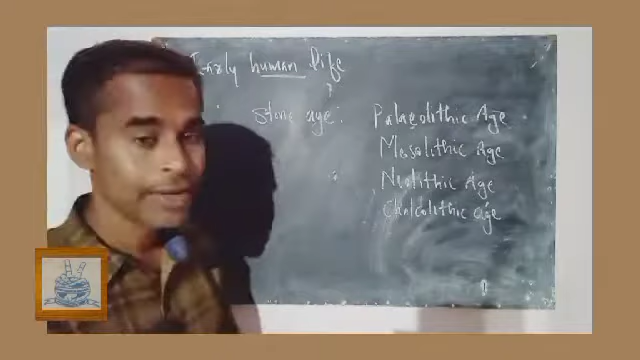 Early human life
Stone age : Palaeolithic Age
Mesolithic Age
Neolithic Age
Chalcolithic age